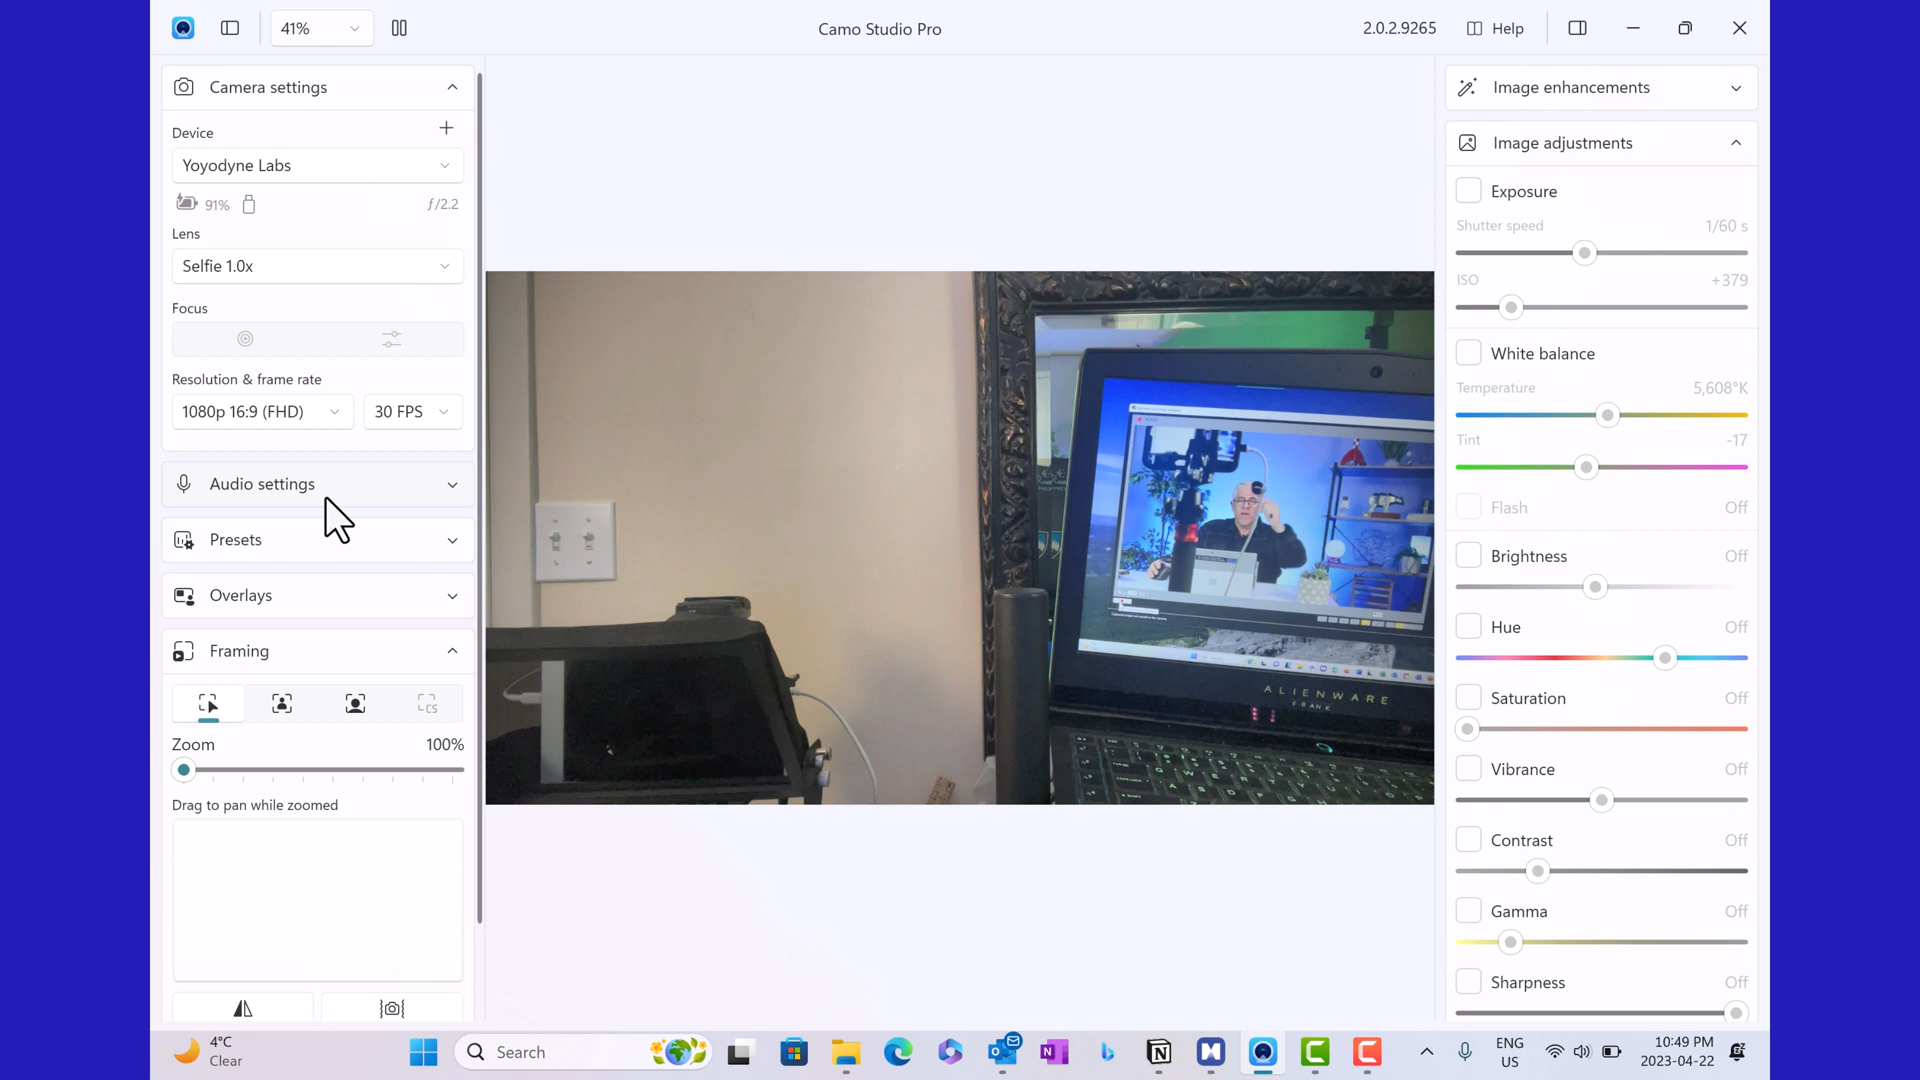 41%
Camo Studio Pro
2.0.2.9265
Help
Camera settings
Device
Yoyodyne Labs
91%
ƒ/2.2
Lens
Selfie 1.0x
Focus
Resolution & frame rate
1080p 16:9 (FHD)
30 FPS
Audio settings
Presets
Overlays
Framing
CS
Zoom
100%
Drag to pan while zoomed
ALIENWARE
FRANK
Image enhancements
Image adjustments
Exposure
Shutter speed
1/60 s
ISO
+379
White balance
Temperature
5,608°K
Tint
-17
Flash
Off
Brightness
Off
Hue
Off
Saturation
Off
Vibrance
Off
Contrast
Off
Gamma
Off
Sharpness
Off
4°C
Clear
Search
ENG
US
10:49 PM
2023-04-22